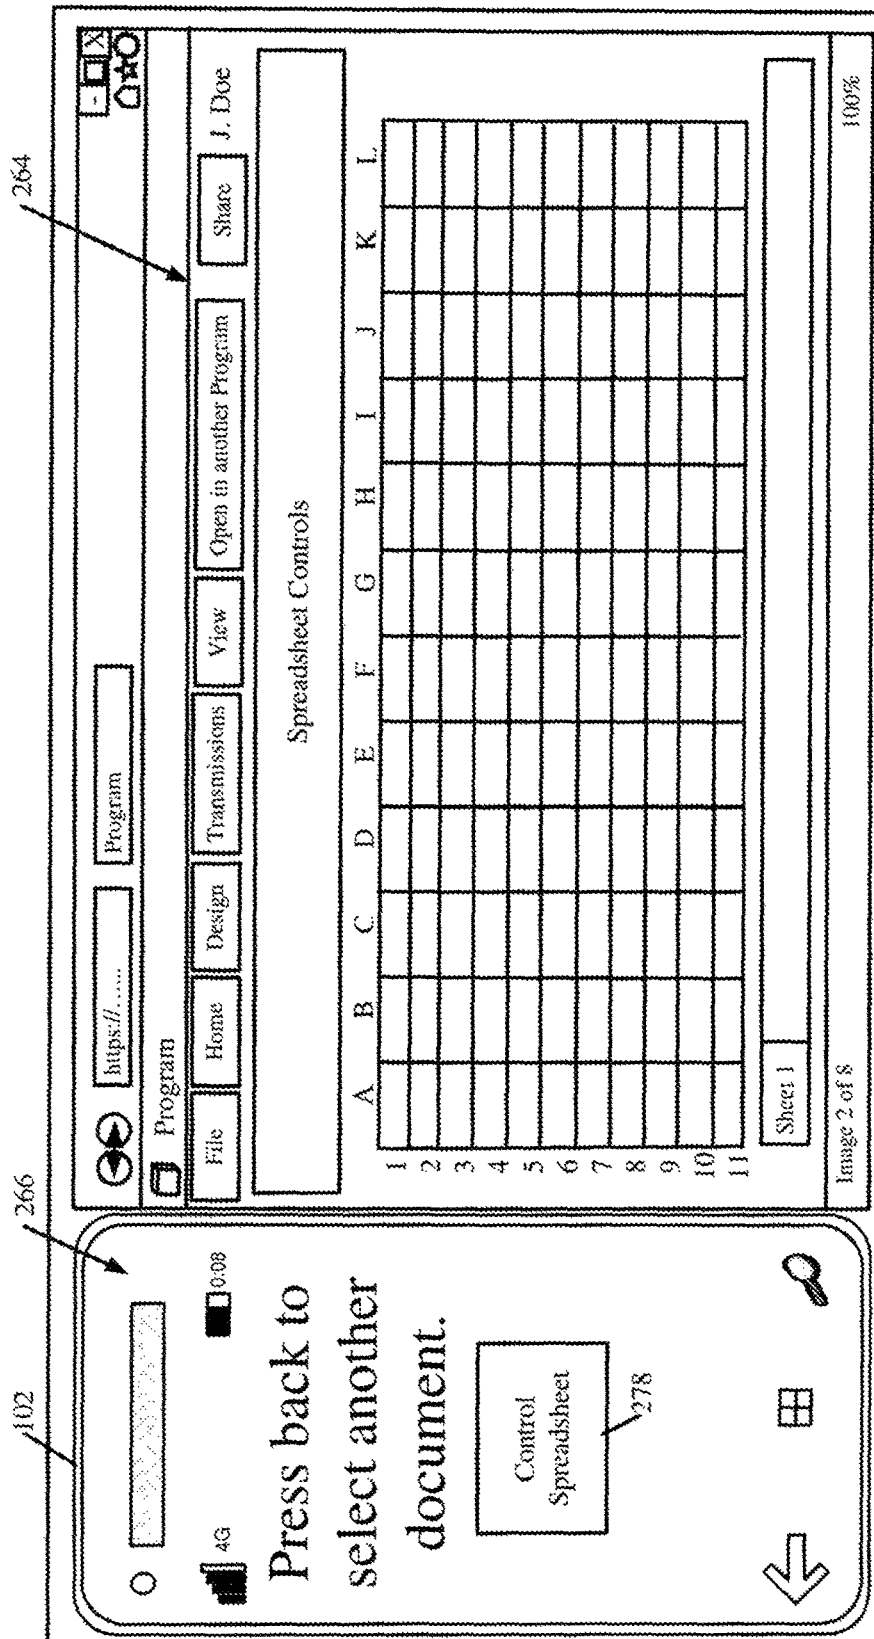 102
266
264
4G
0:08
Press back to
select another
document.
Control
Spreadsheet
278
https://......
Program
-
X
Program
File
Home
Design
Transmissions
View
Open in another Program
Share
J. Doe
Spreadsheet Controls
A B C D E F G H I J K L
1
2
3
4
5
6
7
8
9
10
11
Sheet 1
Image 2 of 8
100%